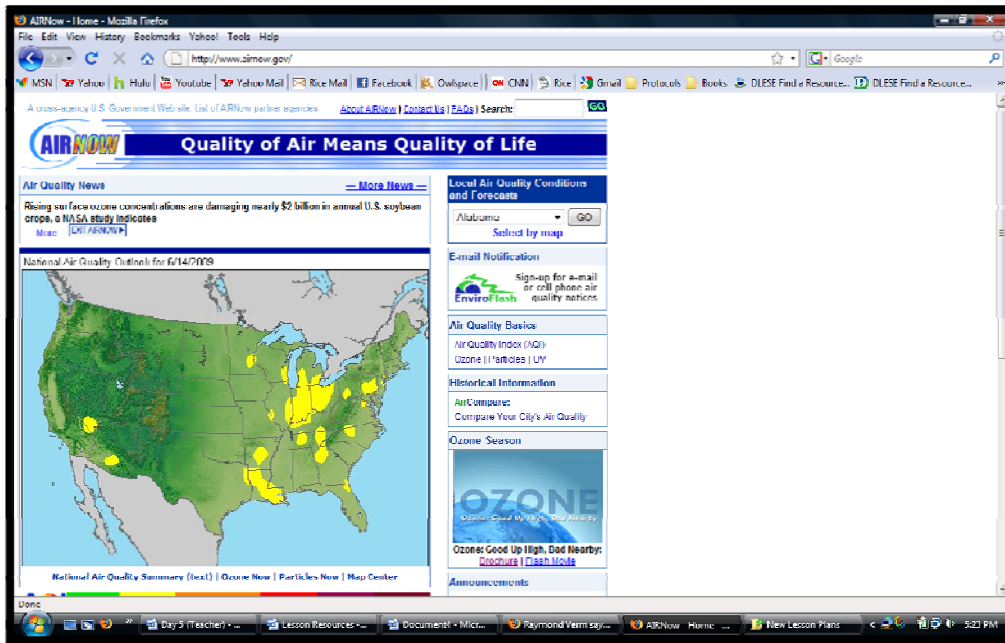 AIRNow - Home - Mozilla Firefox
File Edit View History Bookmarks Yahoo! Tools Help
http://www.airnow.gov/
Google
MSN Yahoo Hulu Youtube Yahoo Mail Rice Mail Facebook Owlspace CNN Rice Gmail Protocols Books DLESE Find a Resource... DLESE Find a Resource...
A cross-agency U.S. Government Web site. List of AIRNow partner agencies. About AIRNow | Contact Us | FAQs | Search: GO
AIRNOW
Quality of Air Means Quality of Life
Air Quality News — More News —
Rising surface ozone concentrations are damaging nearly $2 billion in annual U.S. soybean
crops, a NASA study indicates
More EXIT AIRNOW
National Air Quality Outlook for 6/14/2009
National Air Quality Summary (text) | Ozone Now | Particles Now | Map Center
Local Air Quality Conditions
and Forecasts
Alabama GO
Select by map
E-mail Notification
EnviroFlash
Sign-up for e-mail
or cell phone air
quality notices
Air Quality Basics
Air Quality Index (AQI)
Ozone | Particles | UV
Historical Information
AirCompare:
Compare Your City's Air Quality
Ozone Season
OZONE
Ozone: Good Up High, Bad Nearby
Ozone: Good Up High, Bad Nearby:
Brochure | Flash Movie
Announcements
Done
Day 5 (Teacher) - ... Lesson Resources -... Document1 - Micr... Raymond Verm say... AIRNow - Home ... New Lesson Plans 5:23 PM